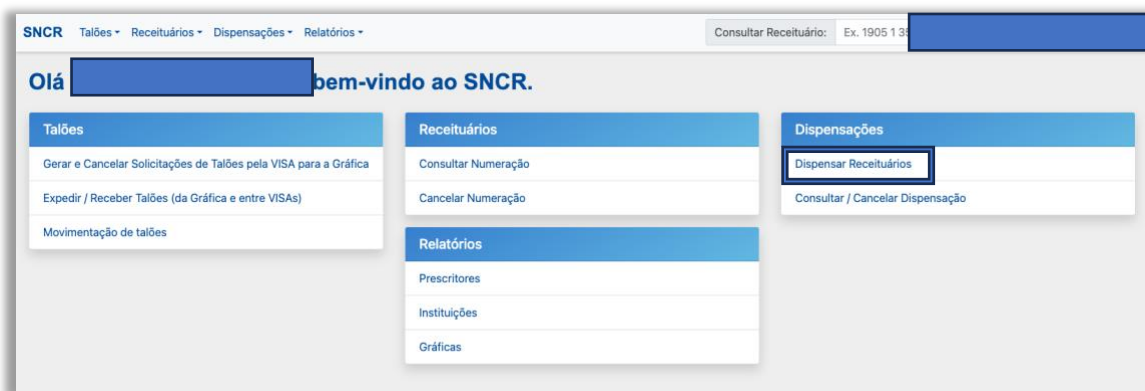 SNCR Talões Receituários Dispensações Relatórios Consultar Receituário: Ex. 1905 1
Olá bem-vindo ao SNCR.
Talões
Gerar e Cancelar Solicitações de Talões pela VISA para a Gráfica
Expedir / Receber Talões (da Gráfica e entre VISAs)
Movimentação de talões
Receituários
Consultar Numeração
Cancelar Numeração
Relatórios
Prescritores
Instituições
Gráficas
Dispensações
Dispensar Receituários
Consultar / Cancelar Dispensação